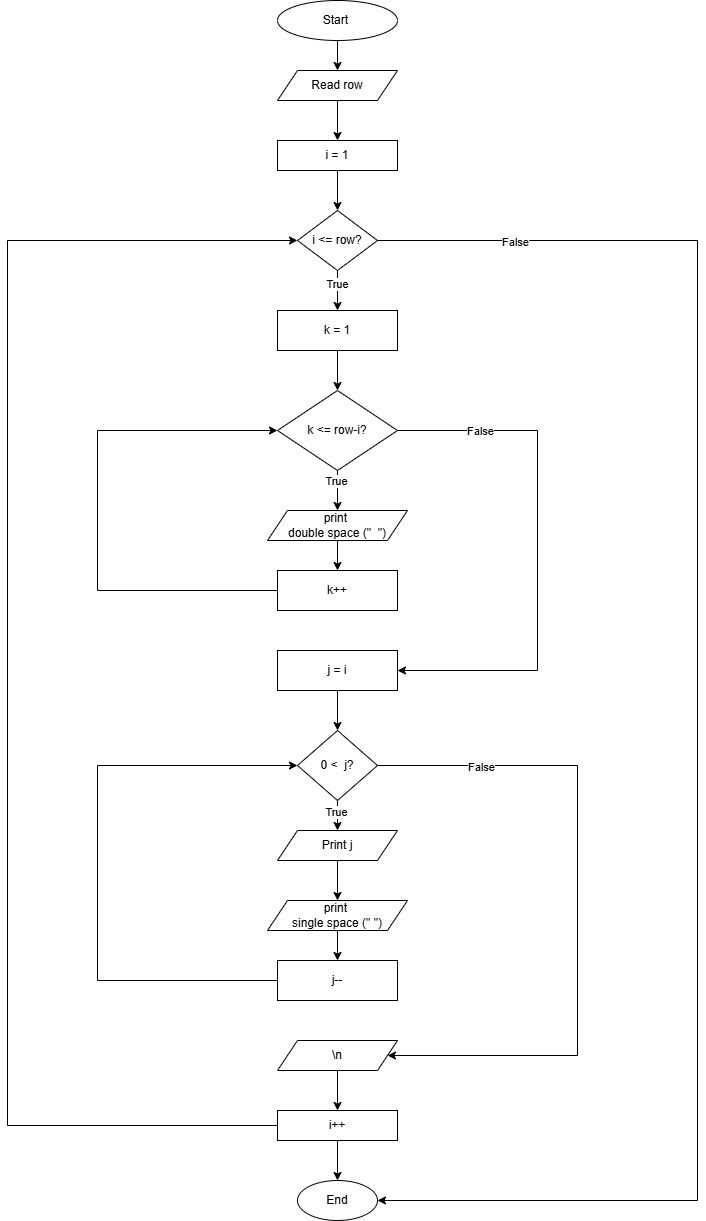 Start
Read row
i = 1
i <= row?
False
True
k = 1
k <= row-i?
False
True
print
double space ("  ")
k++
j = i
0 <  j?
False
True
Print j
print
single space (" ")
j--
\n
i++
End